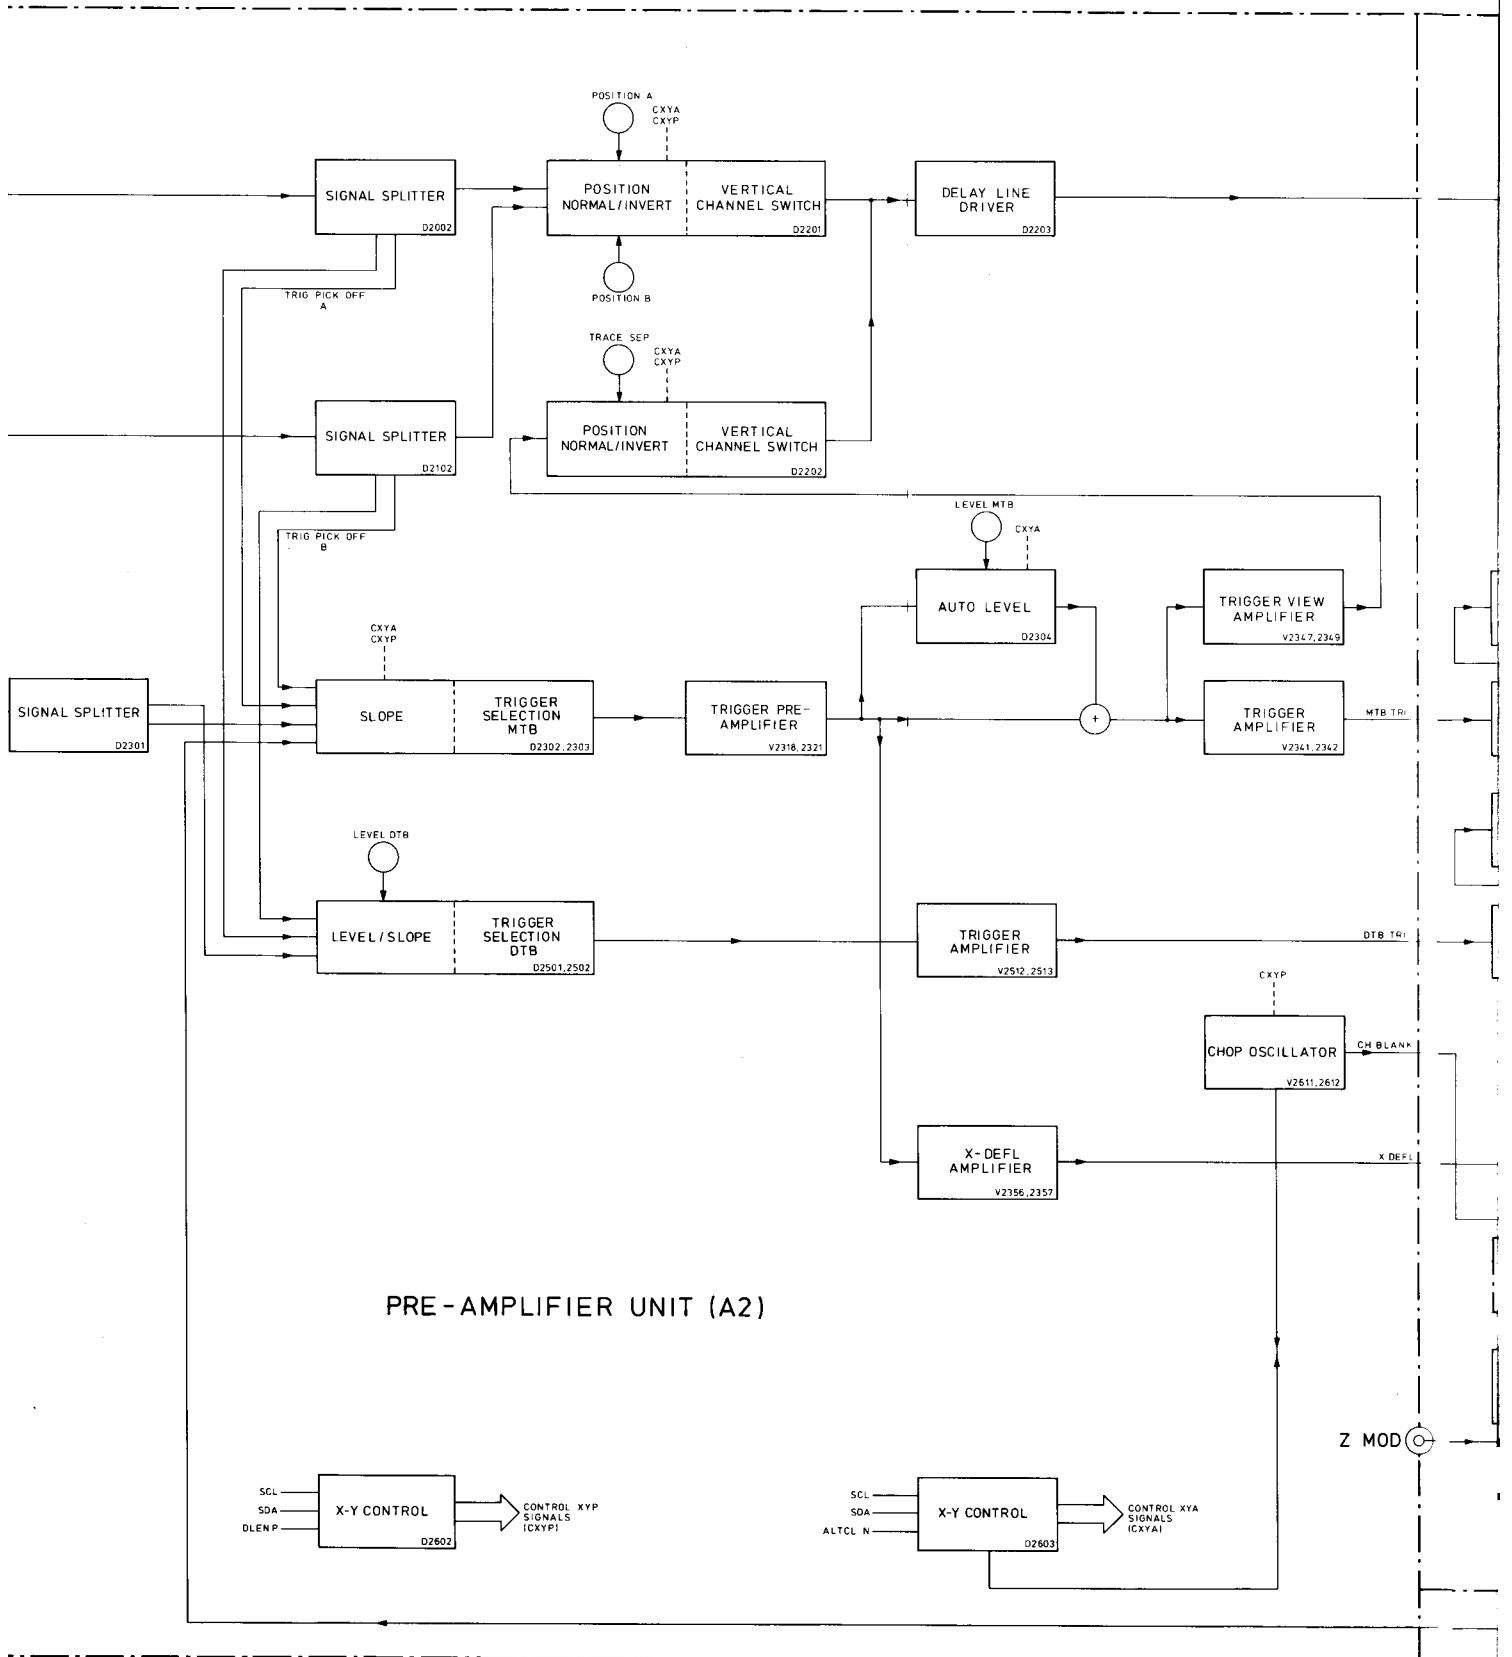 POSITION A
CXYA
CXYP
SIGNAL SPLITTER
D2002
POSITION
NORMAL/INVERT
VERTICAL
CHANNEL SWITCH
D2201
DELAY LINE
DRIVER
D2203
TRIG PICK OFF
A
POSITION B
TRACE SEP
CXYA
CXYP
SIGNAL SPLITTER
D2102
POSITION
NORMAL/INVERT
VERTICAL
CHANNEL SWITCH
D2202
TRIG PICK OFF
B
LEVEL MTB
CXYA
AUTO LEVEL
D2304
TRIGGER VIEW
AMPLIFIER
V2347,2349
CXYA
CXYP
SIGNAL SPLITTER
D2301
SLOPE
TRIGGER
SELECTION
MTB
D2302,2303
TRIGGER PRE-
AMPLIFIER
V2318,2321
+
TRIGGER
AMPLIFIER
V2341,2342
MTB TRI
LEVEL DTB
LEVEL/SLOPE
TRIGGER
SELECTION
DTB
D2501,2502
TRIGGER
AMPLIFIER
V2512,2513
DTB TRI
CXYP
CHOP OSCILLATOR
V2611,2612
CH BLANK
X-DEFL
AMPLIFIER
V2356,2357
X DEFL
PRE-AMPLIFIER UNIT (A2)
Z MOD
SCL
SDA
DLEN P
X-Y CONTROL
D2602
CONTROL XYP
SIGNALS
(CXYP)
SCL
SDA
ALTCL N
X-Y CONTROL
D2603
CONTROL XYA
SIGNALS
(CXYA)